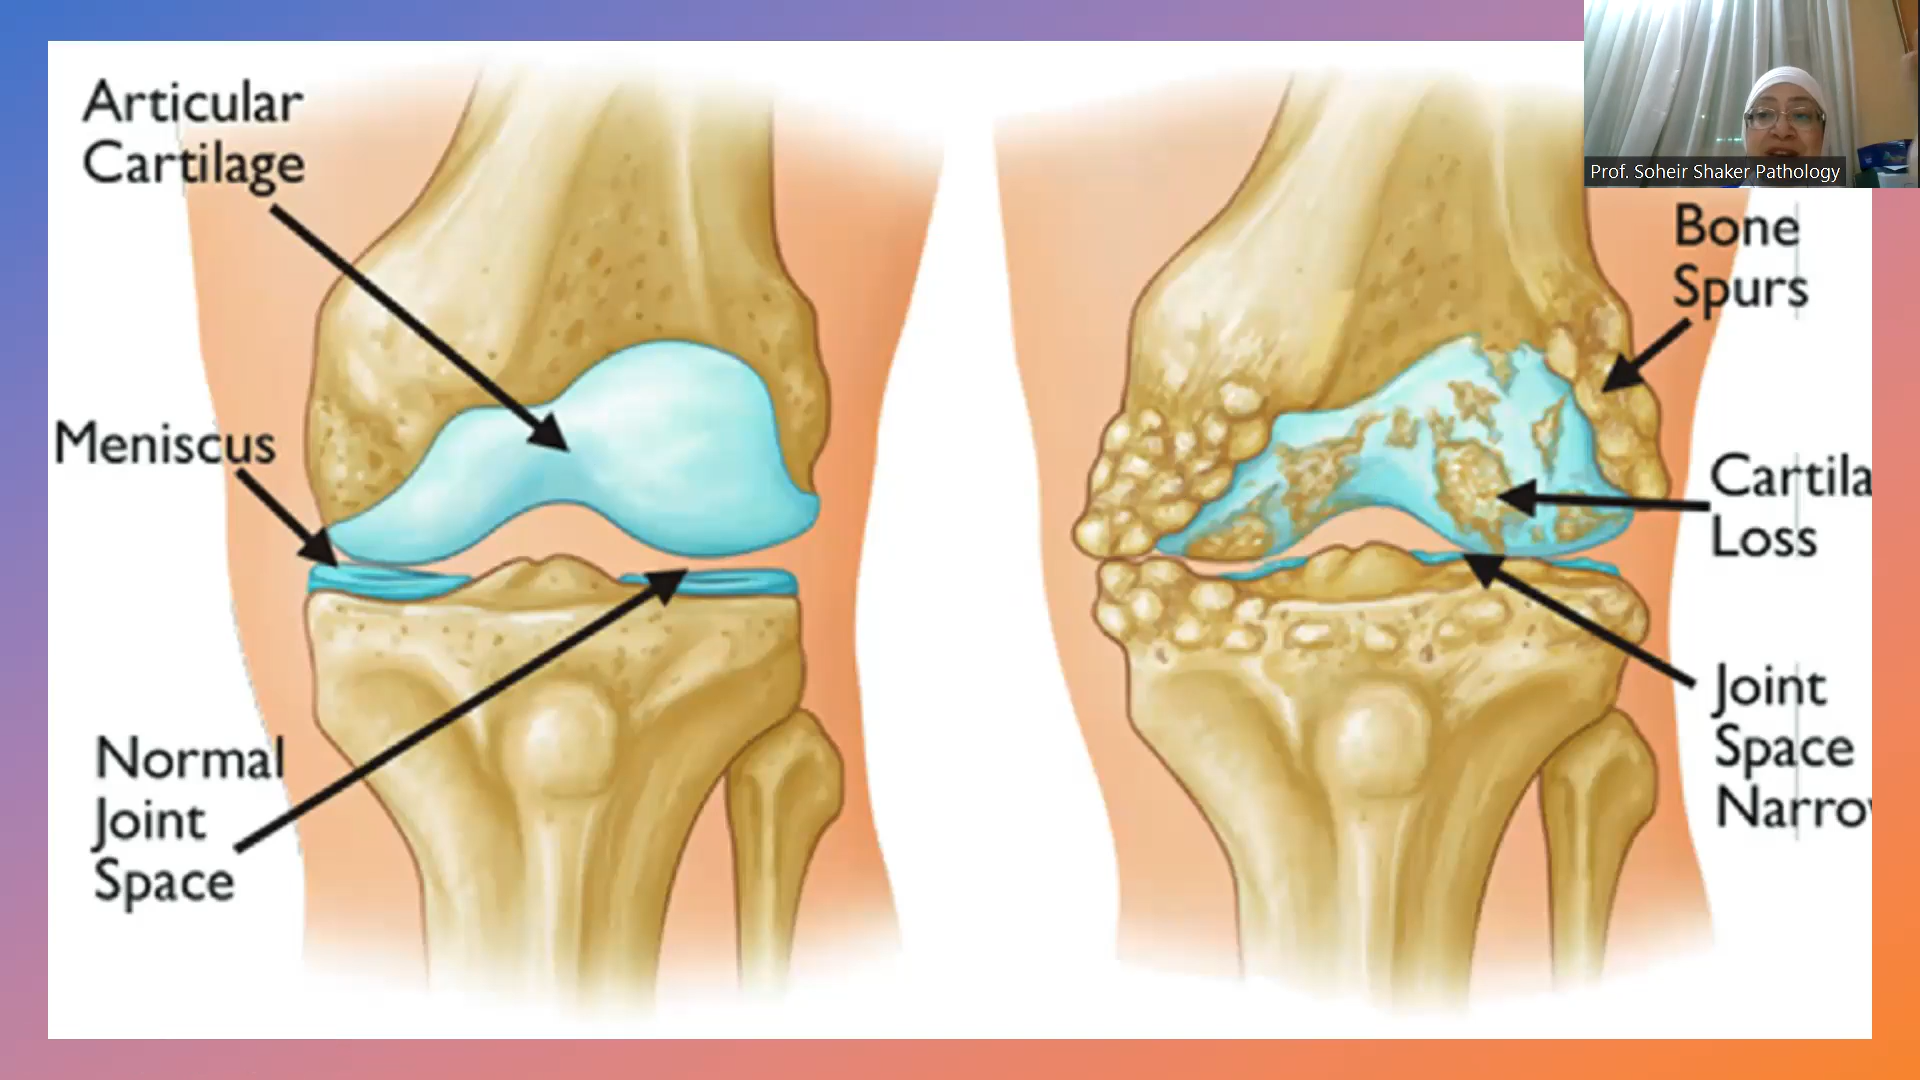 Articular
Cartilage
Meniscus
Normal
Joint
Space
Prof. Soheir Shaker Pathology
Bone
Spurs
Cartila
Loss
Joint
Space
Narro